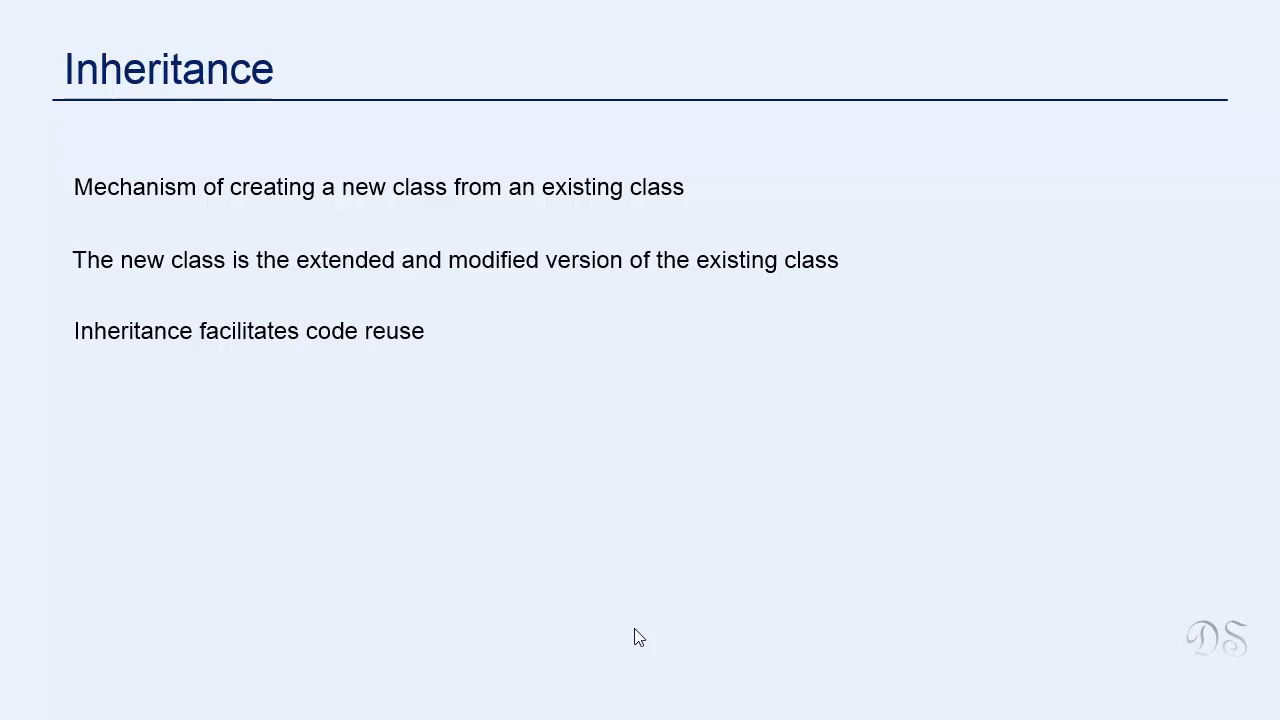 Inheritance
Mechanism of creating a new class from an existing class
The new class is the extended and modified version of the existing class
Inheritance facilitates code reuse
DS